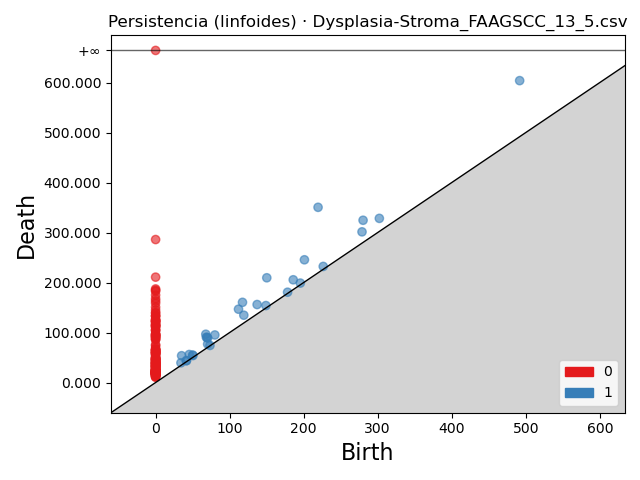 Persistencia (linfoides) · Dysplasia-Stroma_FAAGSCC_13_5.csv
+∞
600.000
500.000
400.000
300.000
200.000
100.000
0.000
Death
0
1
0 100 200 300 400 500 600
Birth